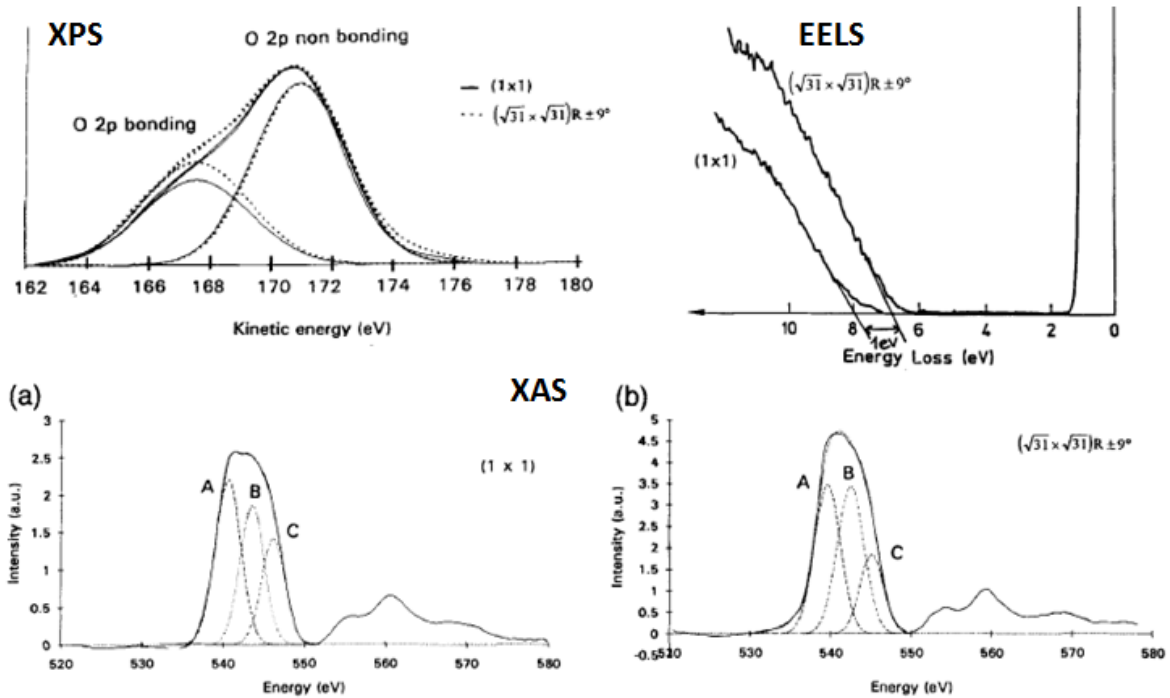 XPS
O 2p non bonding
(1x1)
(√31 x √31)R ± 9°
O 2p bonding
162 164 166 168 170 172 174 176 178 180
Kinetic energy (eV)
EELS
(√31 x √31)R ± 9°
(1x1)
10 8 6 4 2 0
1eV
Energy Loss (eV)
XAS
(a)
(1 x 1)
A
B
C
3
2.5
2
1.5
1
0.5
0
Intensity (a.u.)
520 530 540 550 560 570 580
Energy (eV)
(b)
(√31 x √31)R ± 9°
A
B
C
5
4.5
4
3.5
3
2.5
2
1.5
1
0.5
0
-0.5
Intensity (a.u.)
520 530 540 550 560 570 580
Energy (eV)